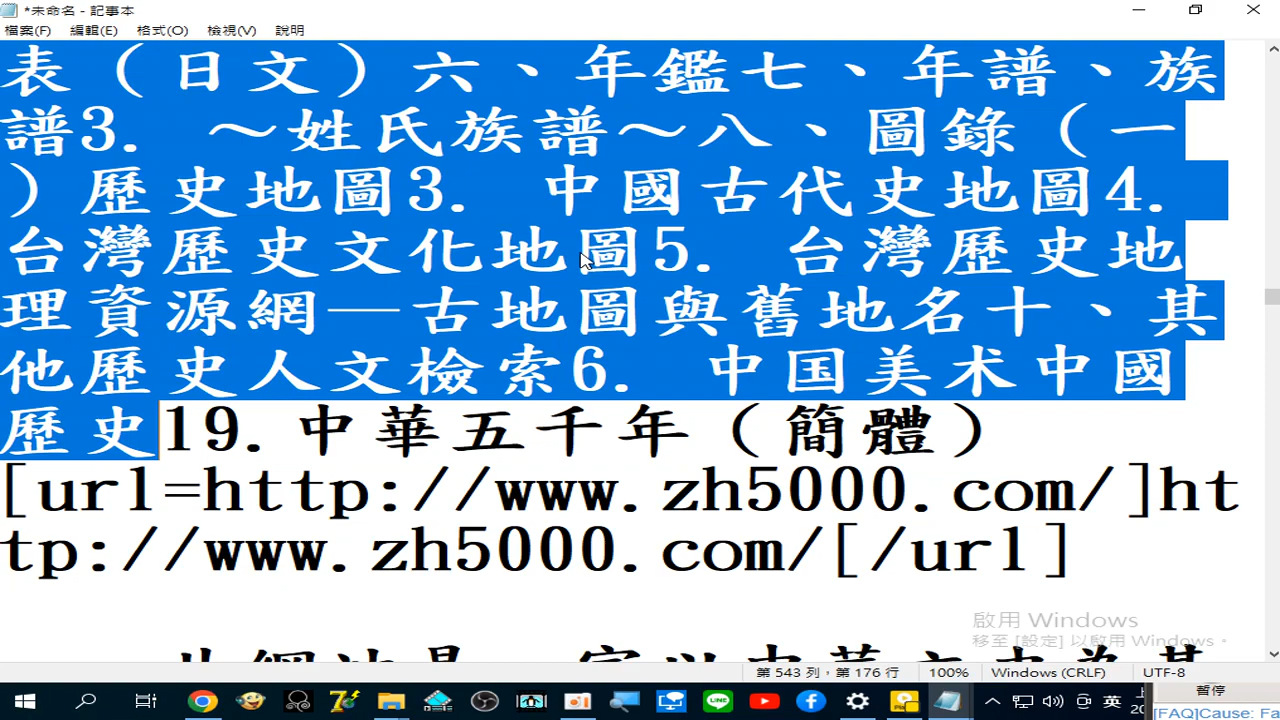 *未命名 - 記事本
檔案(F) 編輯(E) 格式(O) 檢視(V) 說明
表（日文）六、年鑑七、年譜、族
譜3. ～姓氏族譜～八、圖錄（一
）歷史地圖3. 中國古代史地圖4.
台灣歷史文化地圖5. 台灣歷史地
理資源網—古地圖與舊地名十、其
他歷史人文檢索6. 中国美术中國
歷史19.中華五千年（簡體）
[url=http://www.zh5000.com/]ht
tp://www.zh5000.com/[/url]
啟用 Windows
移至 [設定] 以啟用 Windows。
第 543 列，第 176 行 100% Windows (CRLF) UTF-8
LINE 英 上 暫停
20 [FAQ]Cause: Fa